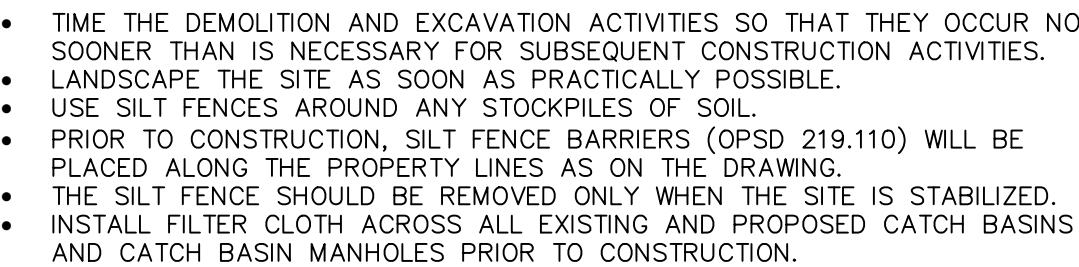 • TIME THE DEMOLITION AND EXCAVATION ACTIVITIES SO THAT THEY OCCUR NO
SOONER THAN IS NECESSARY FOR SUBSEQUENT CONSTRUCTION ACTIVITIES.
• LANDSCAPE THE SITE AS SOON AS PRACTICALLY POSSIBLE.
• USE SILT FENCES AROUND ANY STOCKPILES OF SOIL.
• PRIOR TO CONSTRUCTION, SILT FENCE BARRIERS (OPSD 219.110) WILL BE
PLACED ALONG THE PROPERTY LINES AS ON THE DRAWING.
• THE SILT FENCE SHOULD BE REMOVED ONLY WHEN THE SITE IS STABILIZED.
• INSTALL FILTER CLOTH ACROSS ALL EXISTING AND PROPOSED CATCH BASINS
AND CATCH BASIN MANHOLES PRIOR TO CONSTRUCTION.